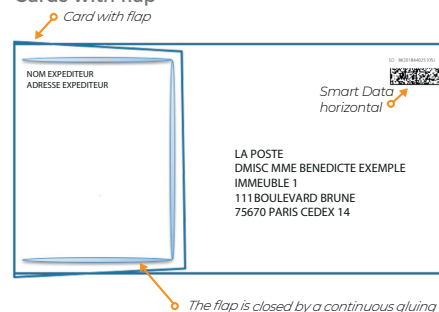 Cards with flap
Card with flap
NOM EXPEDITEUR
ADRESSE EXPEDITEUR
Smart Data
horizontal
LA POSTE
DMISC MME BENEDICTE EXEMPLE
IMMEUBLE 1
111BOULEVARD BRUNE
75670 PARIS CEDEX 14
The flap is closed by a continuous gluing